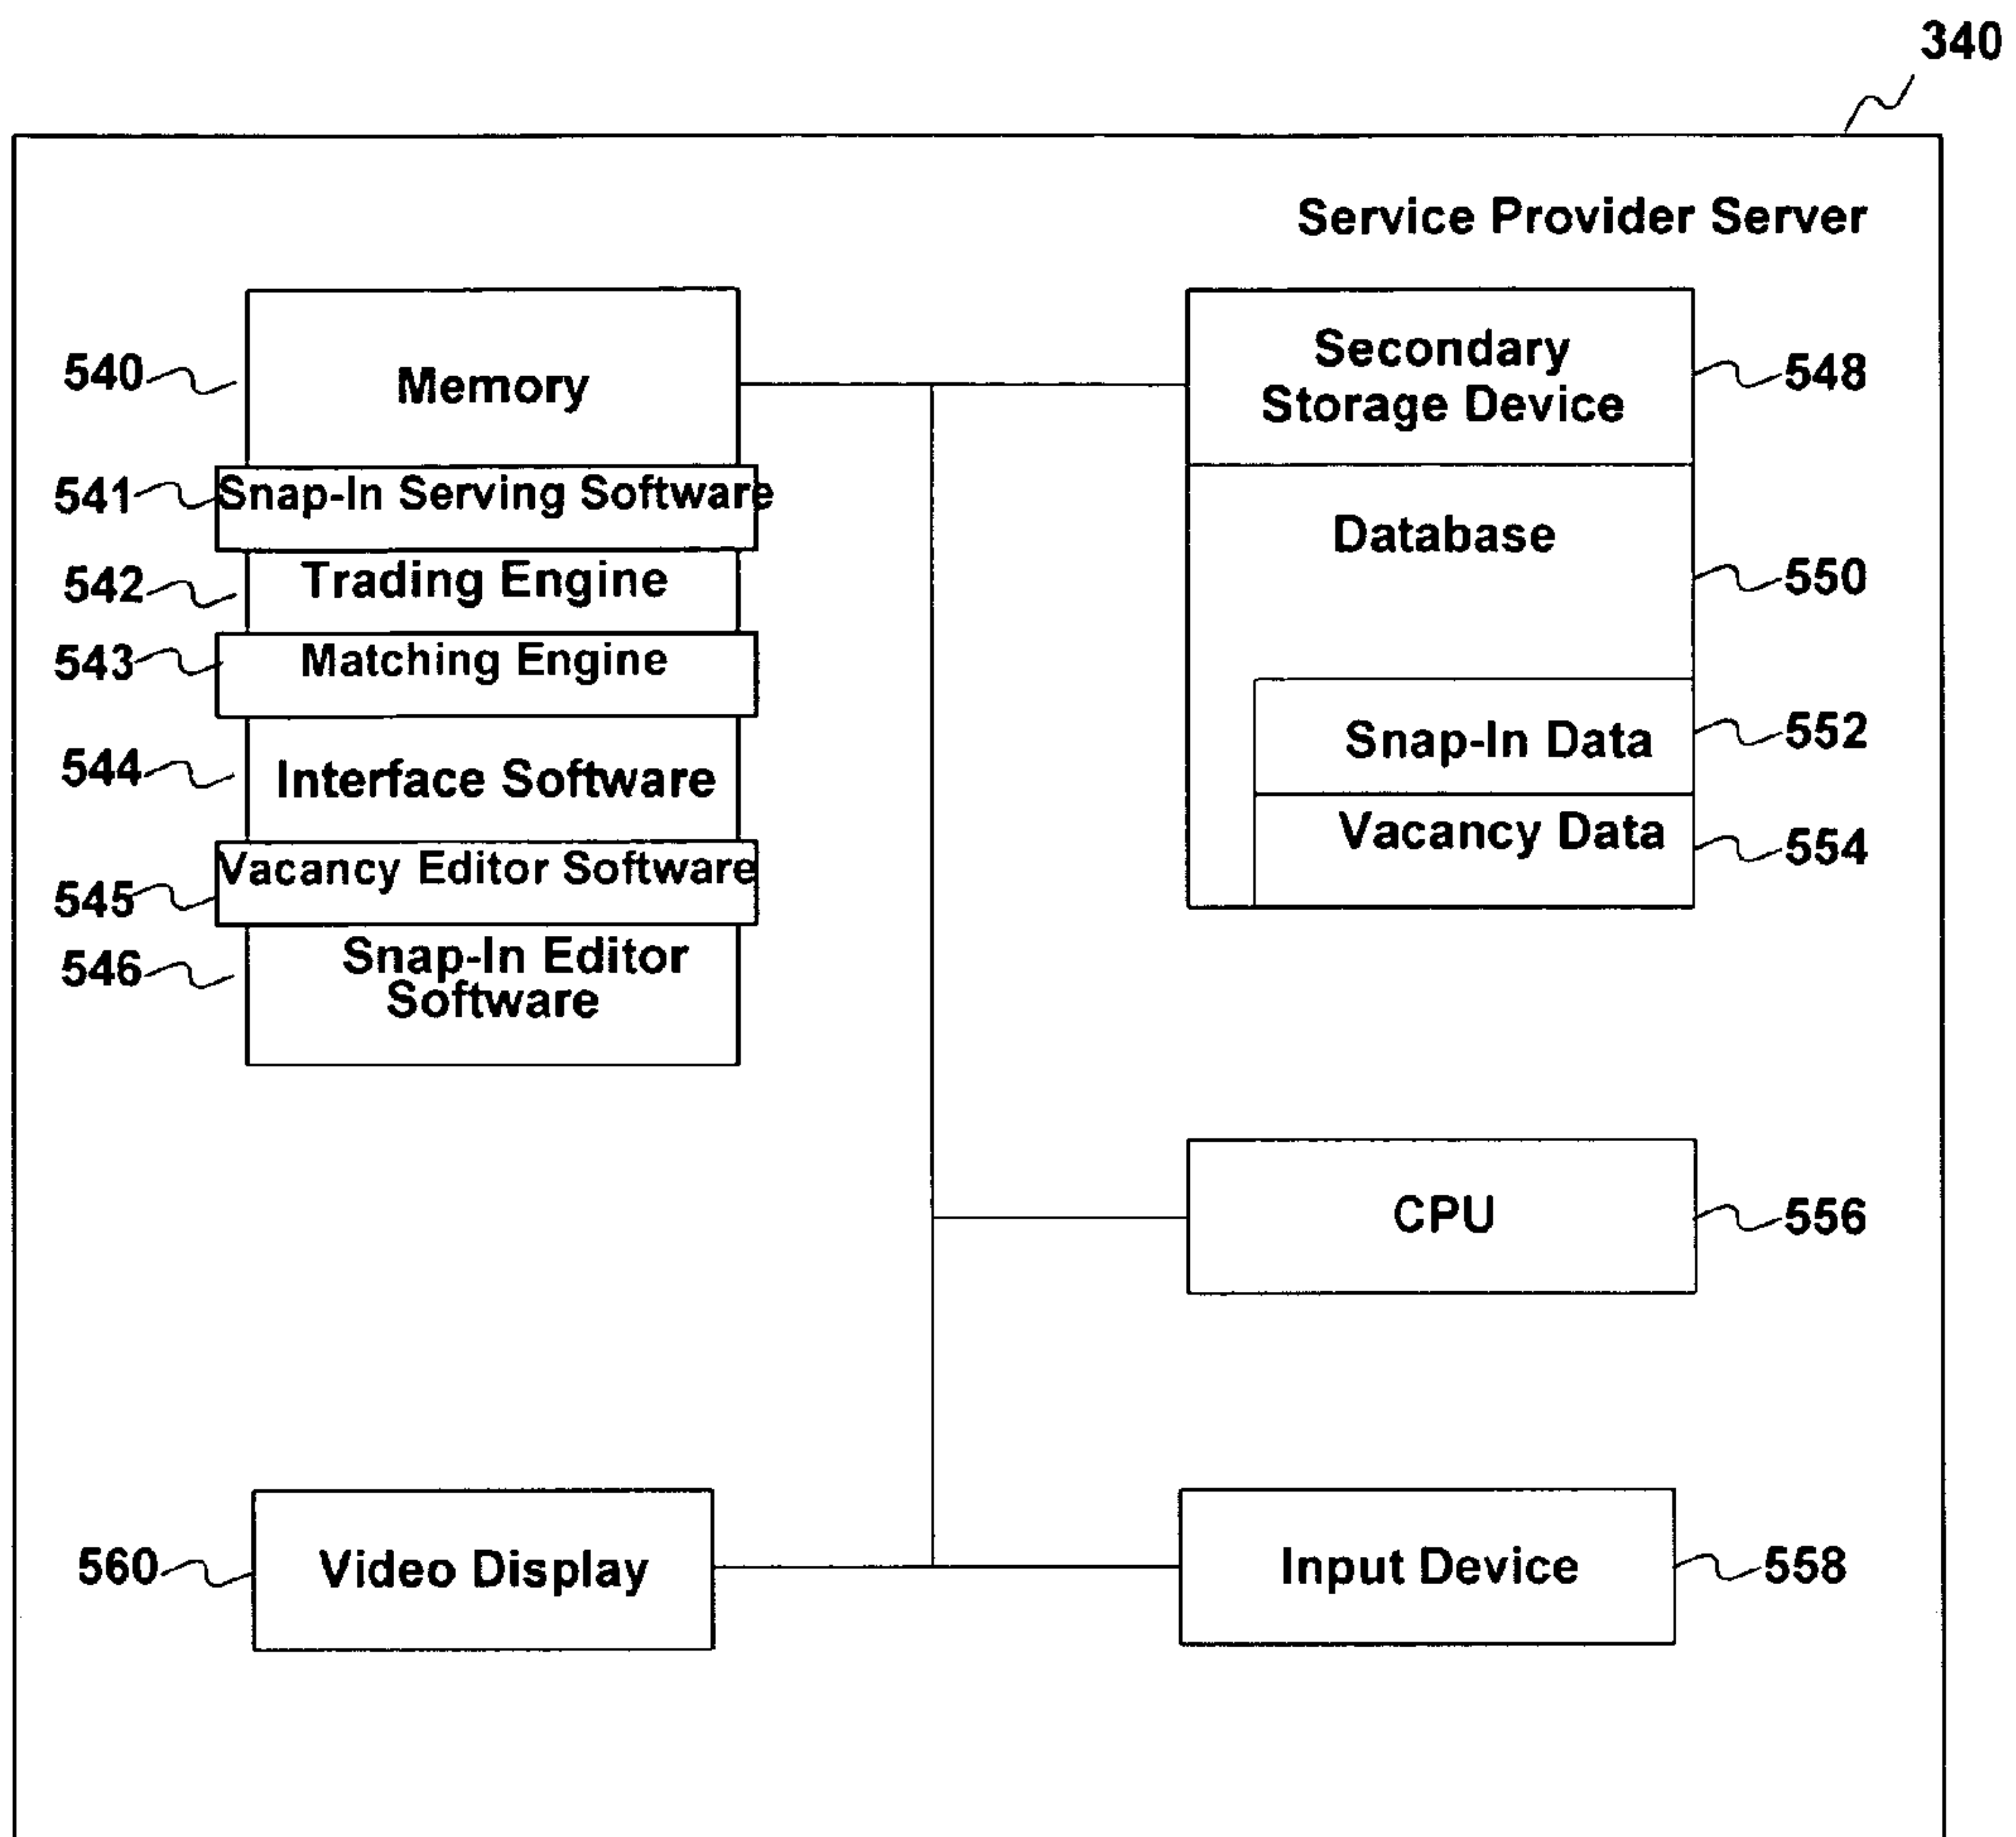 340
Service Provider Server
540
Memory
541
Snap-In Serving Software
542
Trading Engine
543
Matching Engine
544
Interface Software
545
Vacancy Editor Software
546
Snap-In Editor
Software
Secondary
Storage Device
548
Database
550
Snap-In Data
552
Vacancy Data
554
CPU
556
560
Video Display
Input Device
558